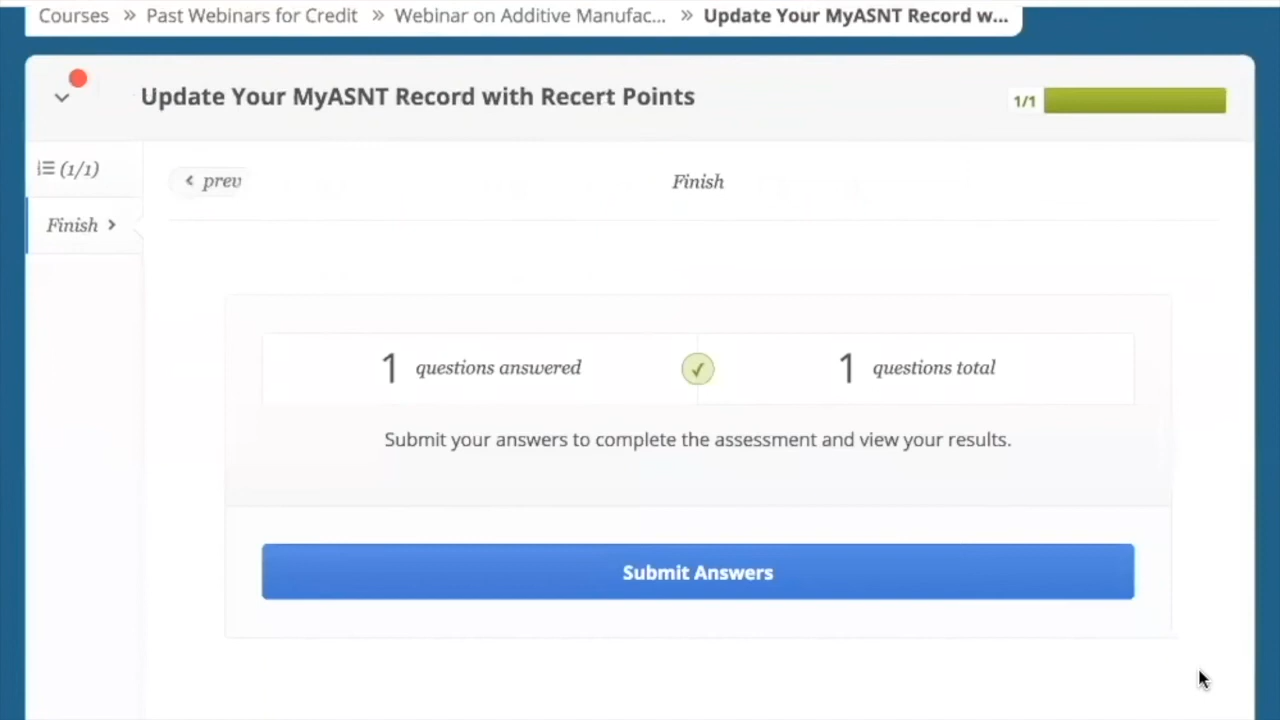 Courses » Past Webinars for Credit » Webinar on Additive Manufac... » Update Your MyASNT Record w...
Update Your MyASNT Record with Recert Points
1/1
(1/1)
prev
Finish
Finish
1 questions answered
1 questions total
Submit your answers to complete the assessment and view your results.
Submit Answers